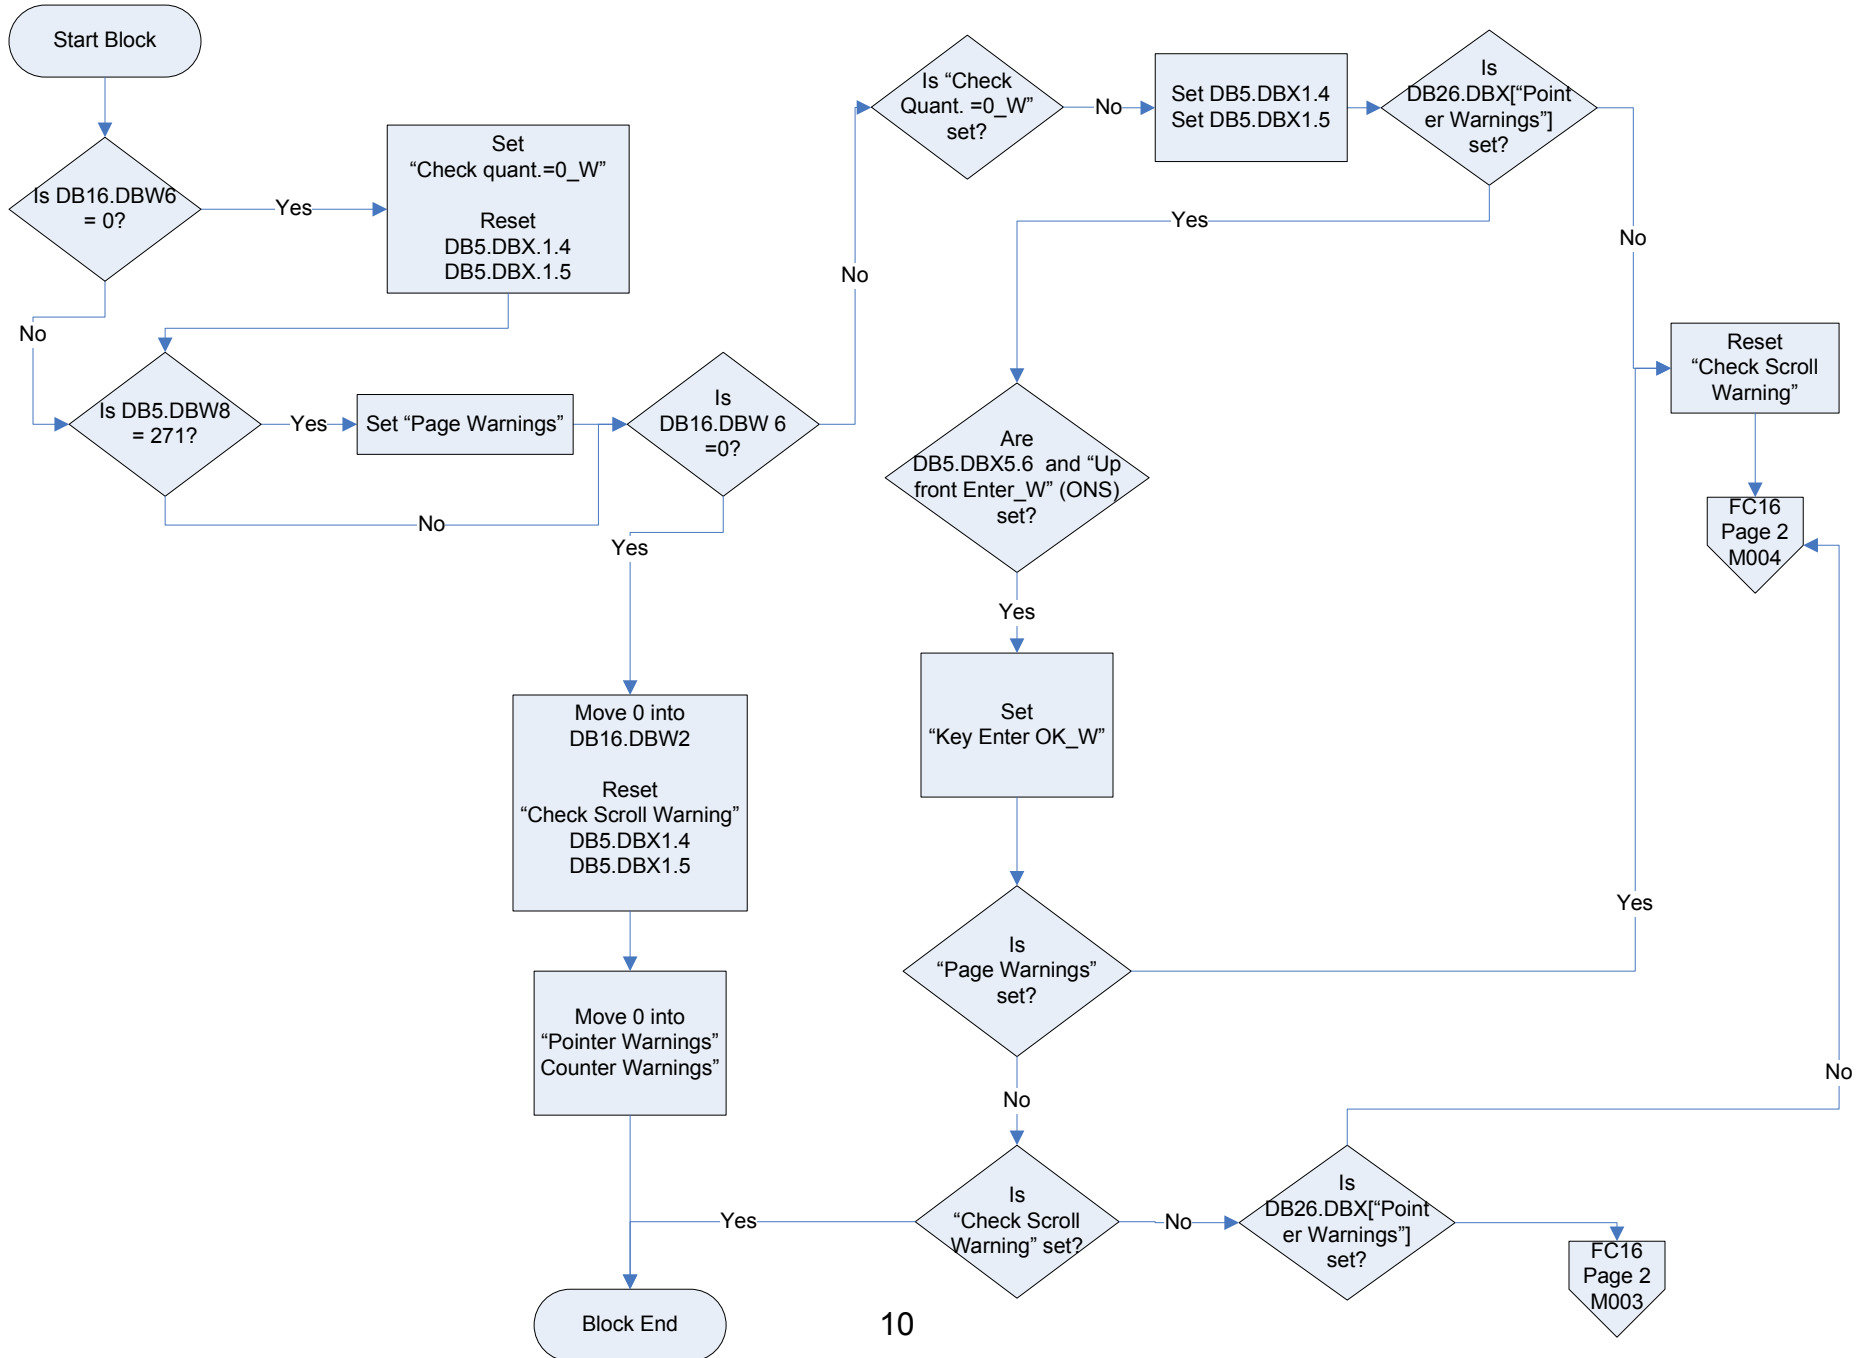 Start Block
Is DB16.DBW6
= 0?
Yes
No
Set
“Check quant.=0_W”
Reset
DB5.DBX.1.4
DB5.DBX.1.5
Is DB5.DBW8
= 271?
Yes
No
Set “Page Warnings”
Is
DB16.DBW 6
=0?
No
Yes
Move 0 into
DB16.DBW2
Reset
“Check Scroll Warning”
DB5.DBX1.4
DB5.DBX1.5
Move 0 into
“Pointer Warnings”
Counter Warnings”
Block End
Is “Check
Quant. =0_W”
set?
No
Set DB5.DBX1.4
Set DB5.DBX1.5
Is
DB26.DBX[“Point
er Warnings”]
set?
Yes
No
Reset
“Check Scroll
Warning”
FC16
Page 2
M004
Are
DB5.DBX5.6  and “Up
front Enter_W” (ONS)
set?
Yes
Set
“Key Enter OK_W”
Is
“Page Warnings”
set?
Yes
No
Is
“Check Scroll
Warning” set?
Yes
No
Is
DB26.DBX[“Point
er Warnings”]
set?
No
FC16
Page 2
M003
10